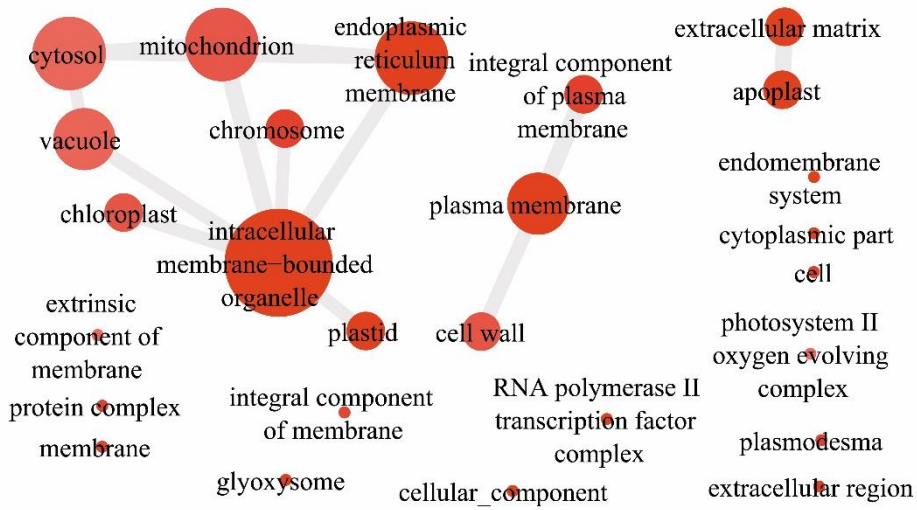 cytosol
mitochondrion
endoplasmic
reticulum
membrane
integral component
of plasma
membrane
extracellular matrix
apoplast
vacuole
chromosome
chloroplast
plasma membrane
endomembrane
system
cytoplasmic part
cell
intracellular
membrane−bounded
organelle
plastid
cell wall
extrinsic
component of
membrane
photosystem II
oxygen evolving
complex
protein complex
membrane
integral component
of membrane
RNA polymerase II
transcription factor
complex
plasmodesma
glyoxysome
cellular_component
extracellular region